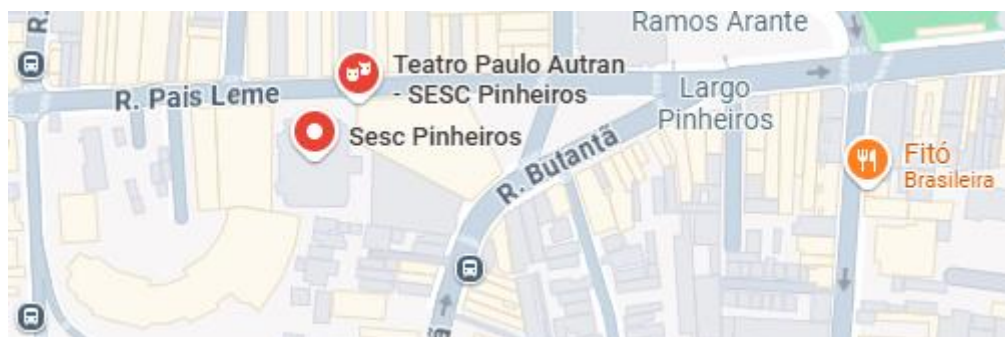 Ramos Arante
R.
Teatro Paulo Autran
- SESC Pinheiros
R. Pais Leme
Largo
Pinheiros
Sesc Pinheiros
R. Butantã
Fitó
Brasileira